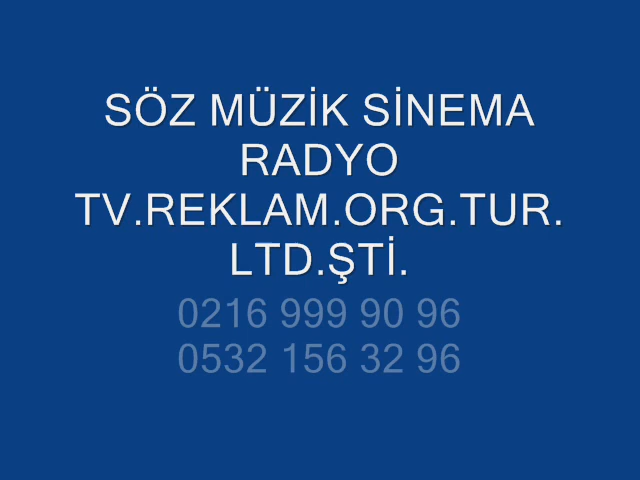 SÖZ MÜZİK SİNEMA
RADYO
TV.REKLAM.ORG.TUR.
LTD.ŞTİ.
0216 999 90 96
0532 156 32 96